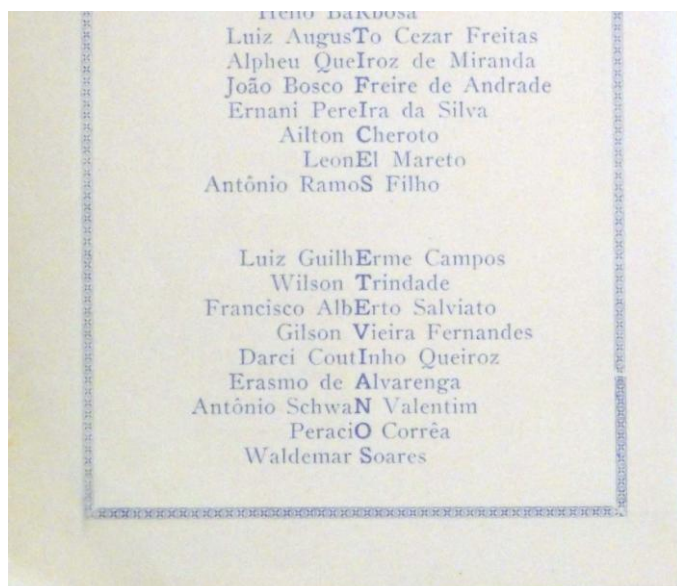 Helio BaRbosa
Luiz AugusTo Cezar Freitas
Alpheu QueIroz de Miranda
João Bosco Freire de Andrade
Ernani PereIra da Silva
Ailton Cheroto
LeonEl Mareto
Antônio RamoS Filho
Luiz GuilhErme Campos
Wilson Trindade
Francisco AlbErto Salviato
Gilson Vieira Fernandes
Darci CoutInho Queiroz
Erasmo de Alvarenga
Antônio SchwaN Valentim
PeraciO Corrêa
Waldemar Soares